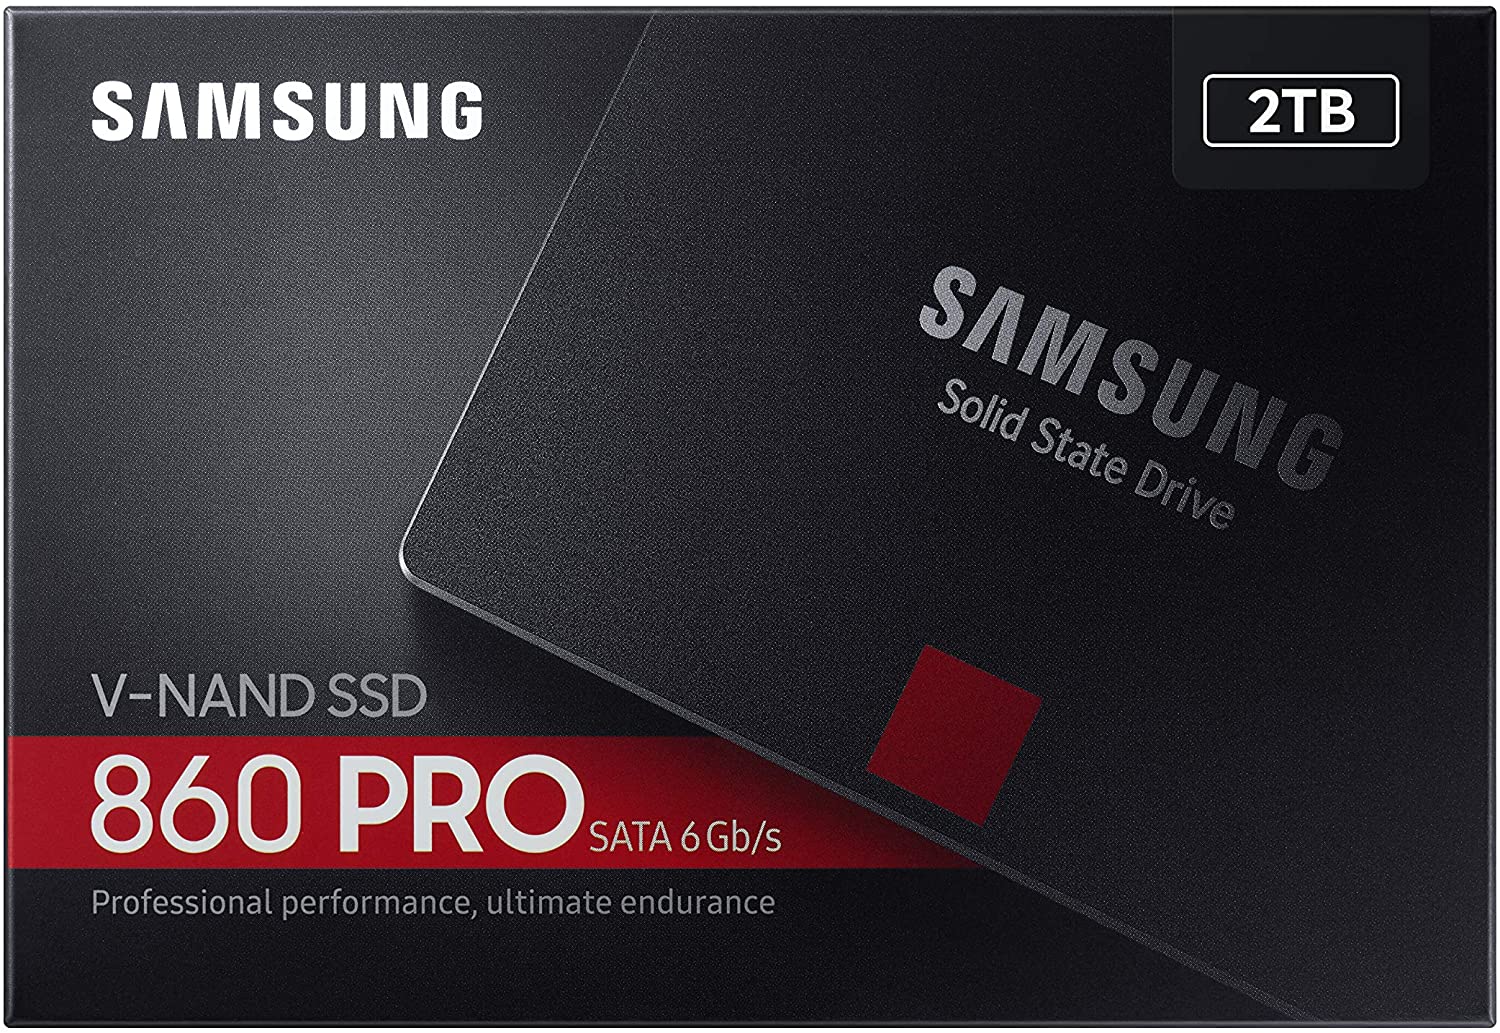 SAMSUNG
2TB
SAMSUNG
Solid State Drive
V-NAND SSD
860 PRO SATA 6 Gb/s
Professional performance, ultimate endurance